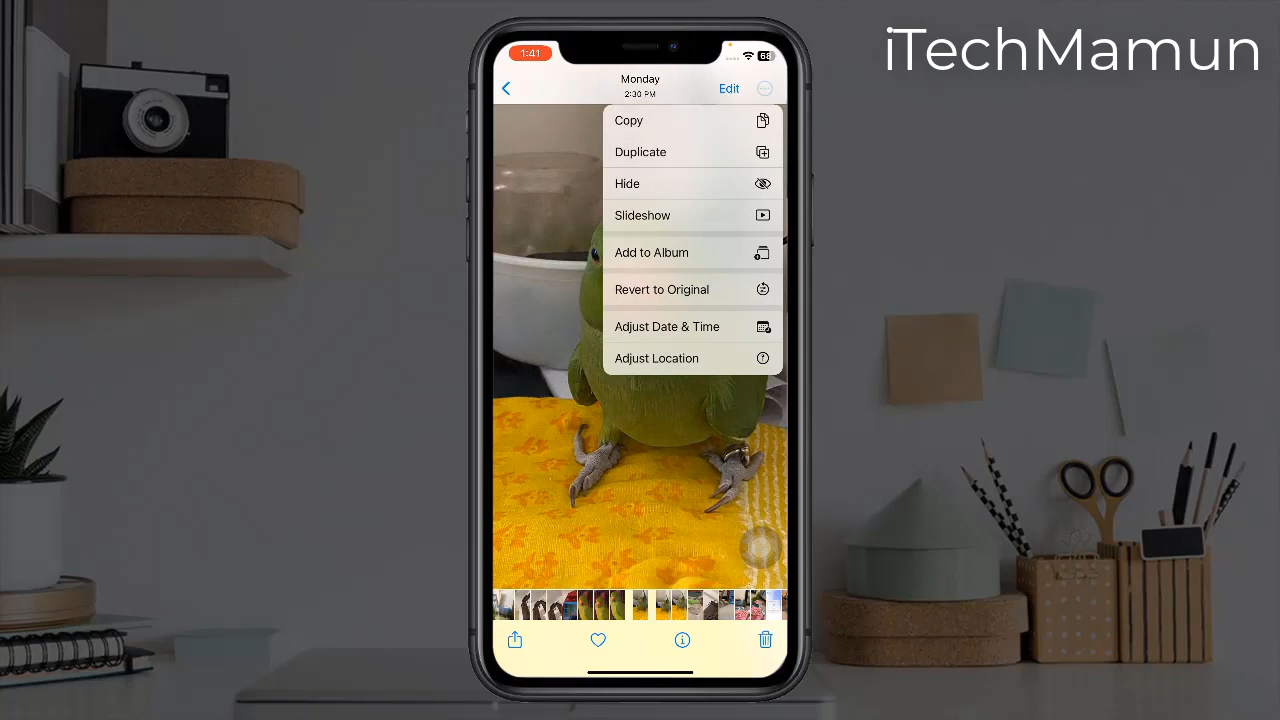 iTechMamun
1:41
68
Monday
2:30 PM
Edit
Copy
Duplicate
Hide
Slideshow
Add to Album
Revert to Original
Adjust Date & Time
Adjust Location